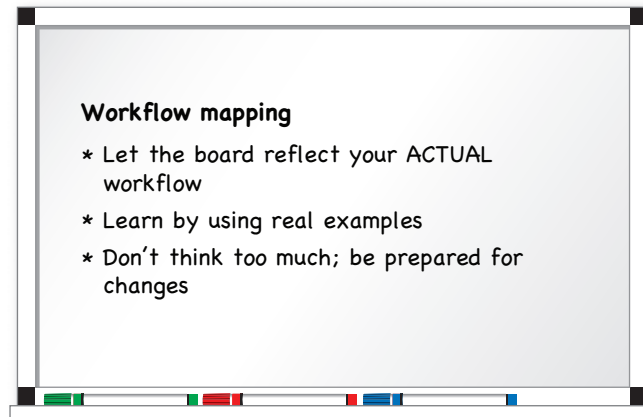 Workflow mapping
* Let the board reflect your ACTUAL
workflow
* Learn by using real examples
* Don't think too much; be prepared for
changes